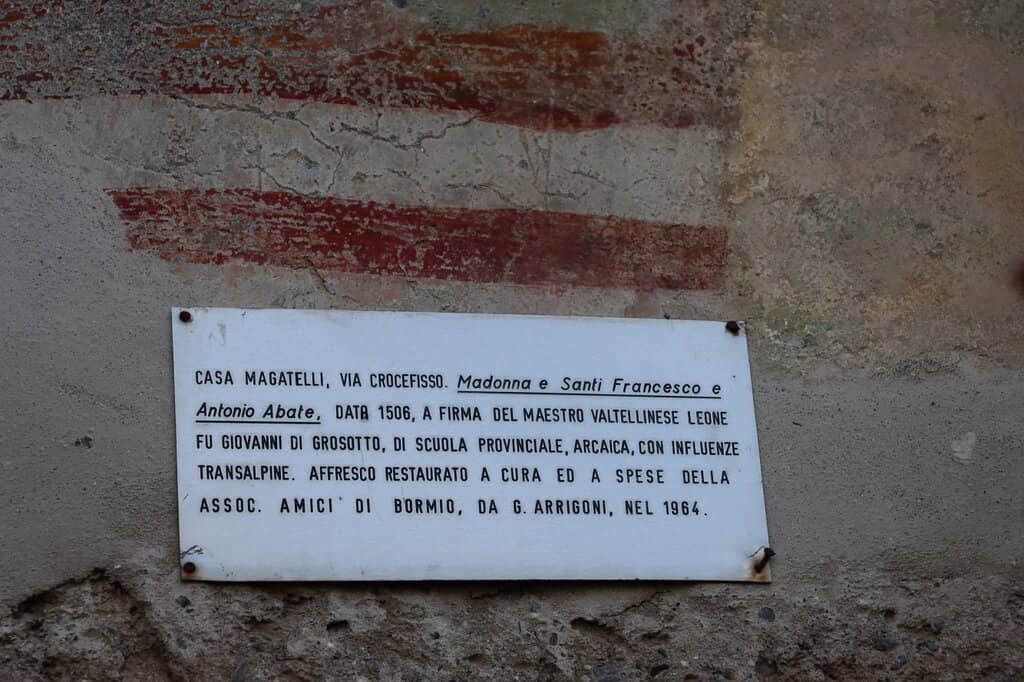 CASA MAGATELLI, VIA CROCEFISSO. Madonna e Santi Francesco e
Antonio Abate, DATA 1506, A FIRMA DEL MAESTRO VALTELLINESE LEONE
FU GIOVANNI DI GROSOTTO, DI SCUOLA PROVINCIALE, ARCAICA, CON INFLUENZE
TRANSALPINE. AFFRESCO RESTAURATO A CURA ED A SPESE DELLA
ASSOC. AMICI DI BORMIO, DA G. ARRIGONI, NEL 1964.